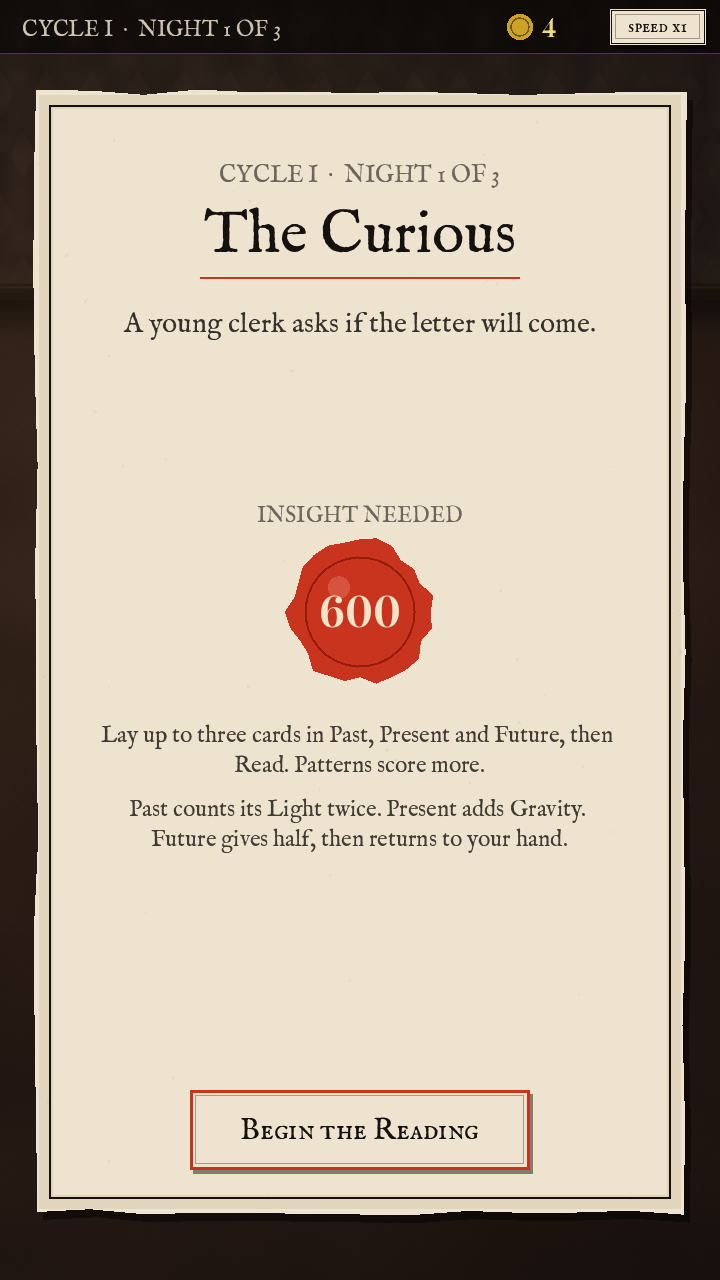 CYCLE I · NIGHT 1 OF 3
4
SPEED X1
CYCLE I · NIGHT 1 OF 3
The Curious
A young clerk asks if the letter will come.
INSIGHT NEEDED
600
Lay up to three cards in Past, Present and Future, then
Read. Patterns score more.
Past counts its Light twice. Present adds Gravity.
Future gives half, then returns to your hand.
Begin the Reading